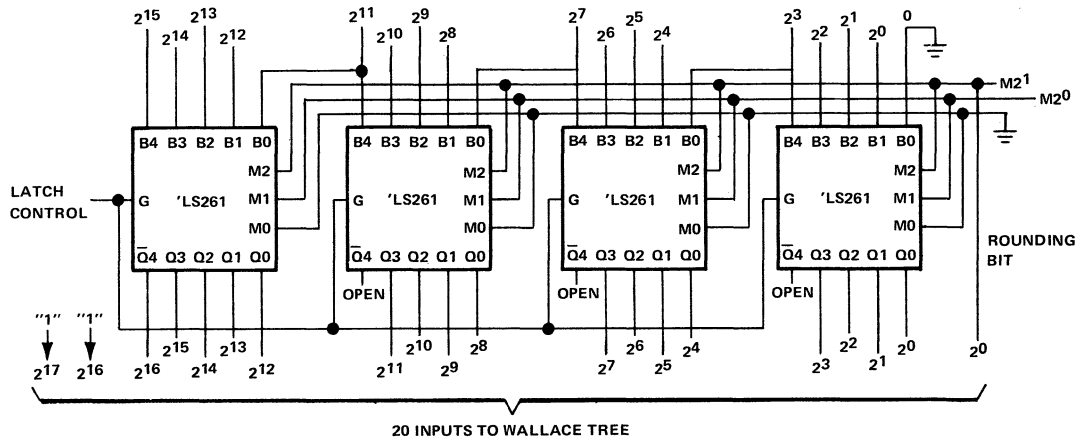 2^15 2^14 2^13 2^12 2^11 2^10 2^9 2^8 2^7 2^6 2^5 2^4 2^3 2^2 2^1 2^0 0
M2^1
M2^0
B4 B3 B2 B1 B0 B4 B3 B2 B1 B0 B4 B3 B2 B1 B0 B4 B3 B2 B1 B0
M2 M2 M2 M2
LATCH CONTROL
G 'LS261 M1 G 'LS261 M1 G 'LS261 M1 G 'LS261 M1
M0 M0 M0 M0
ROUNDING BIT
Q̅4 Q3 Q2 Q1 Q0 Q̅4 Q3 Q2 Q1 Q0 Q̅4 Q3 Q2 Q1 Q0 Q̅4 Q3 Q2 Q1 Q0
OPEN OPEN OPEN
"1" "1"
2^17 2^16 2^16 2^15 2^14 2^13 2^12 2^11 2^10 2^9 2^8 2^7 2^6 2^5 2^4 2^3 2^2 2^1 2^0 2^0
20 INPUTS TO WALLACE TREE